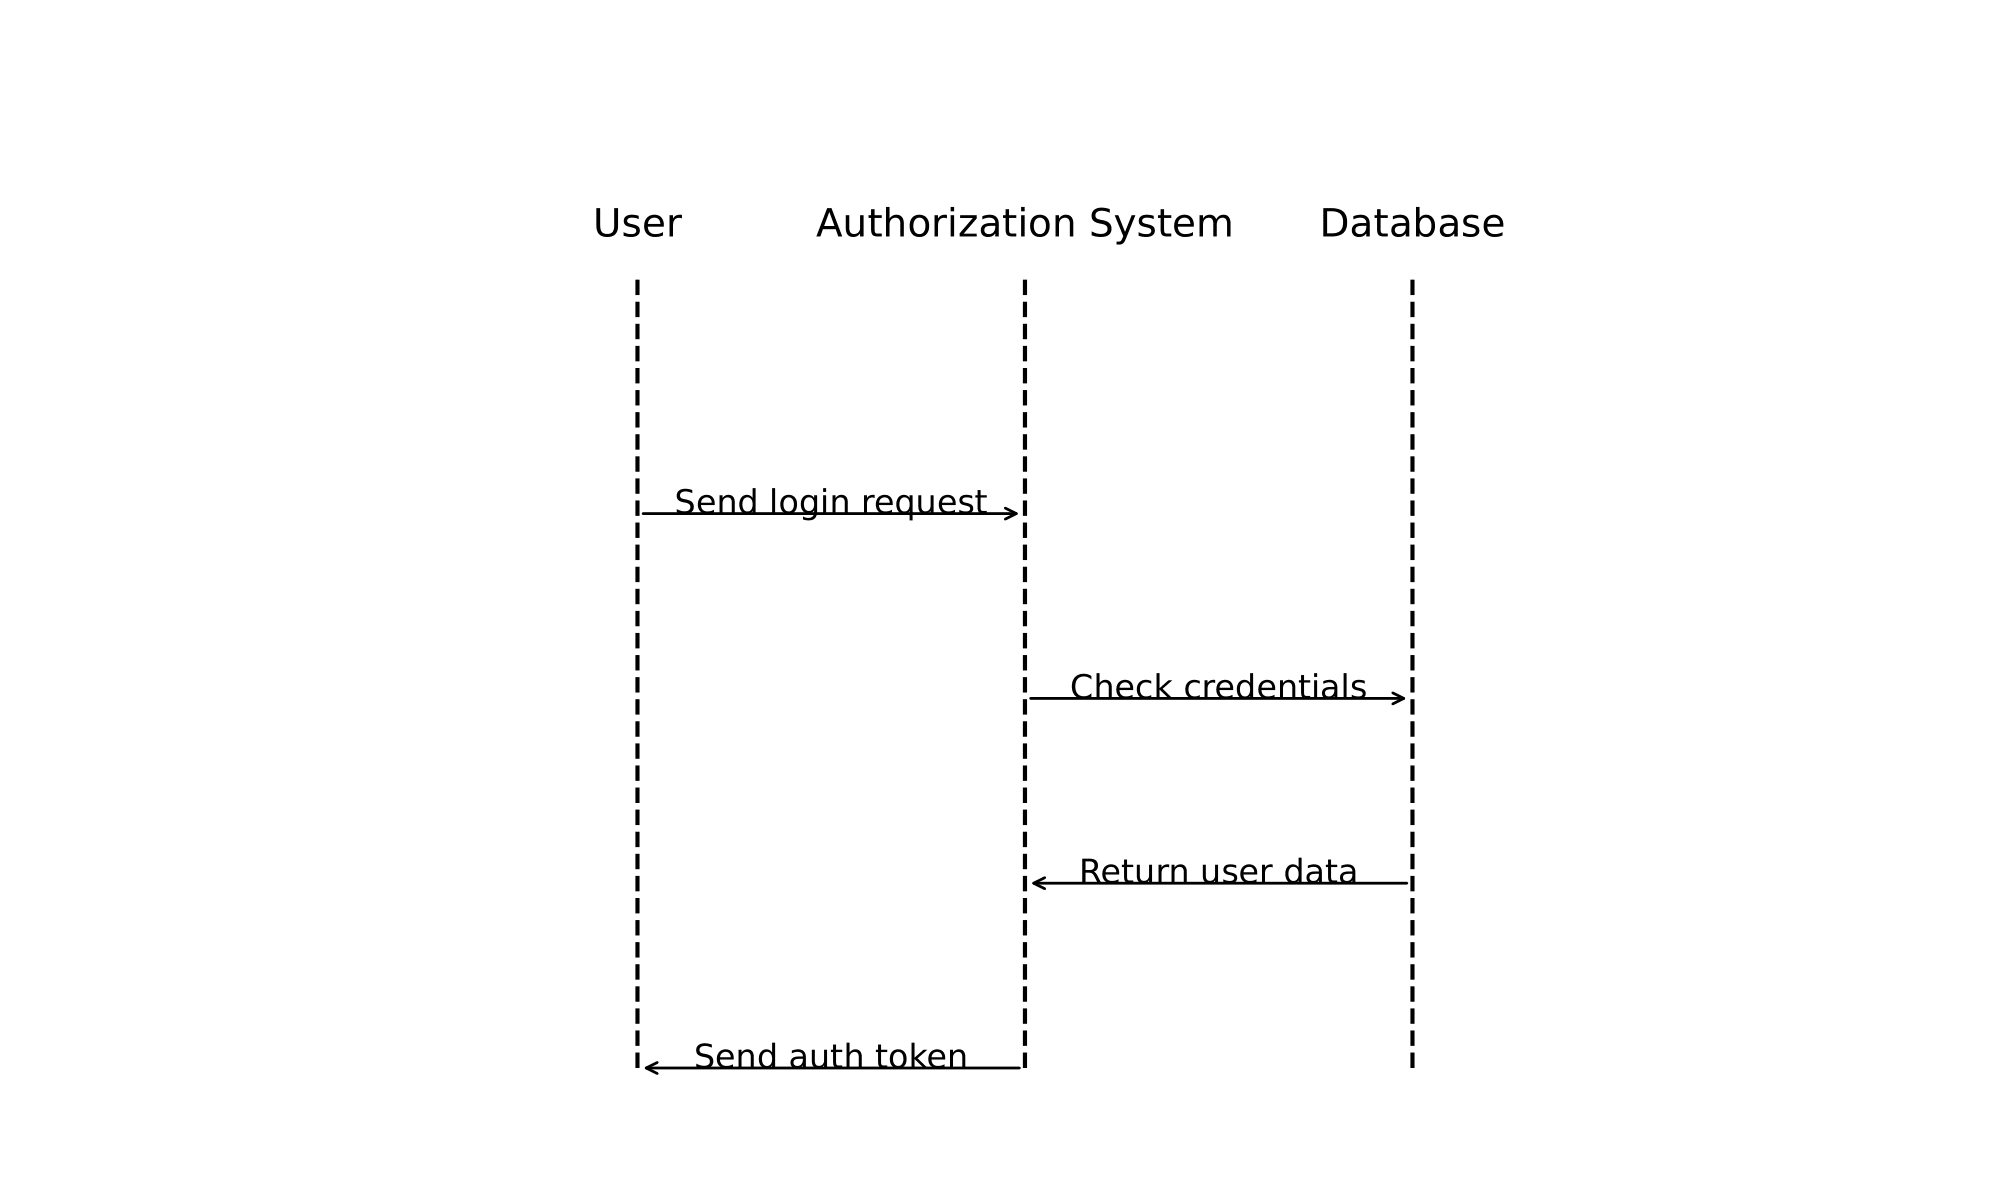 User
Authorization System
Database
Send login request
Check credentials
Return user data
Send auth token